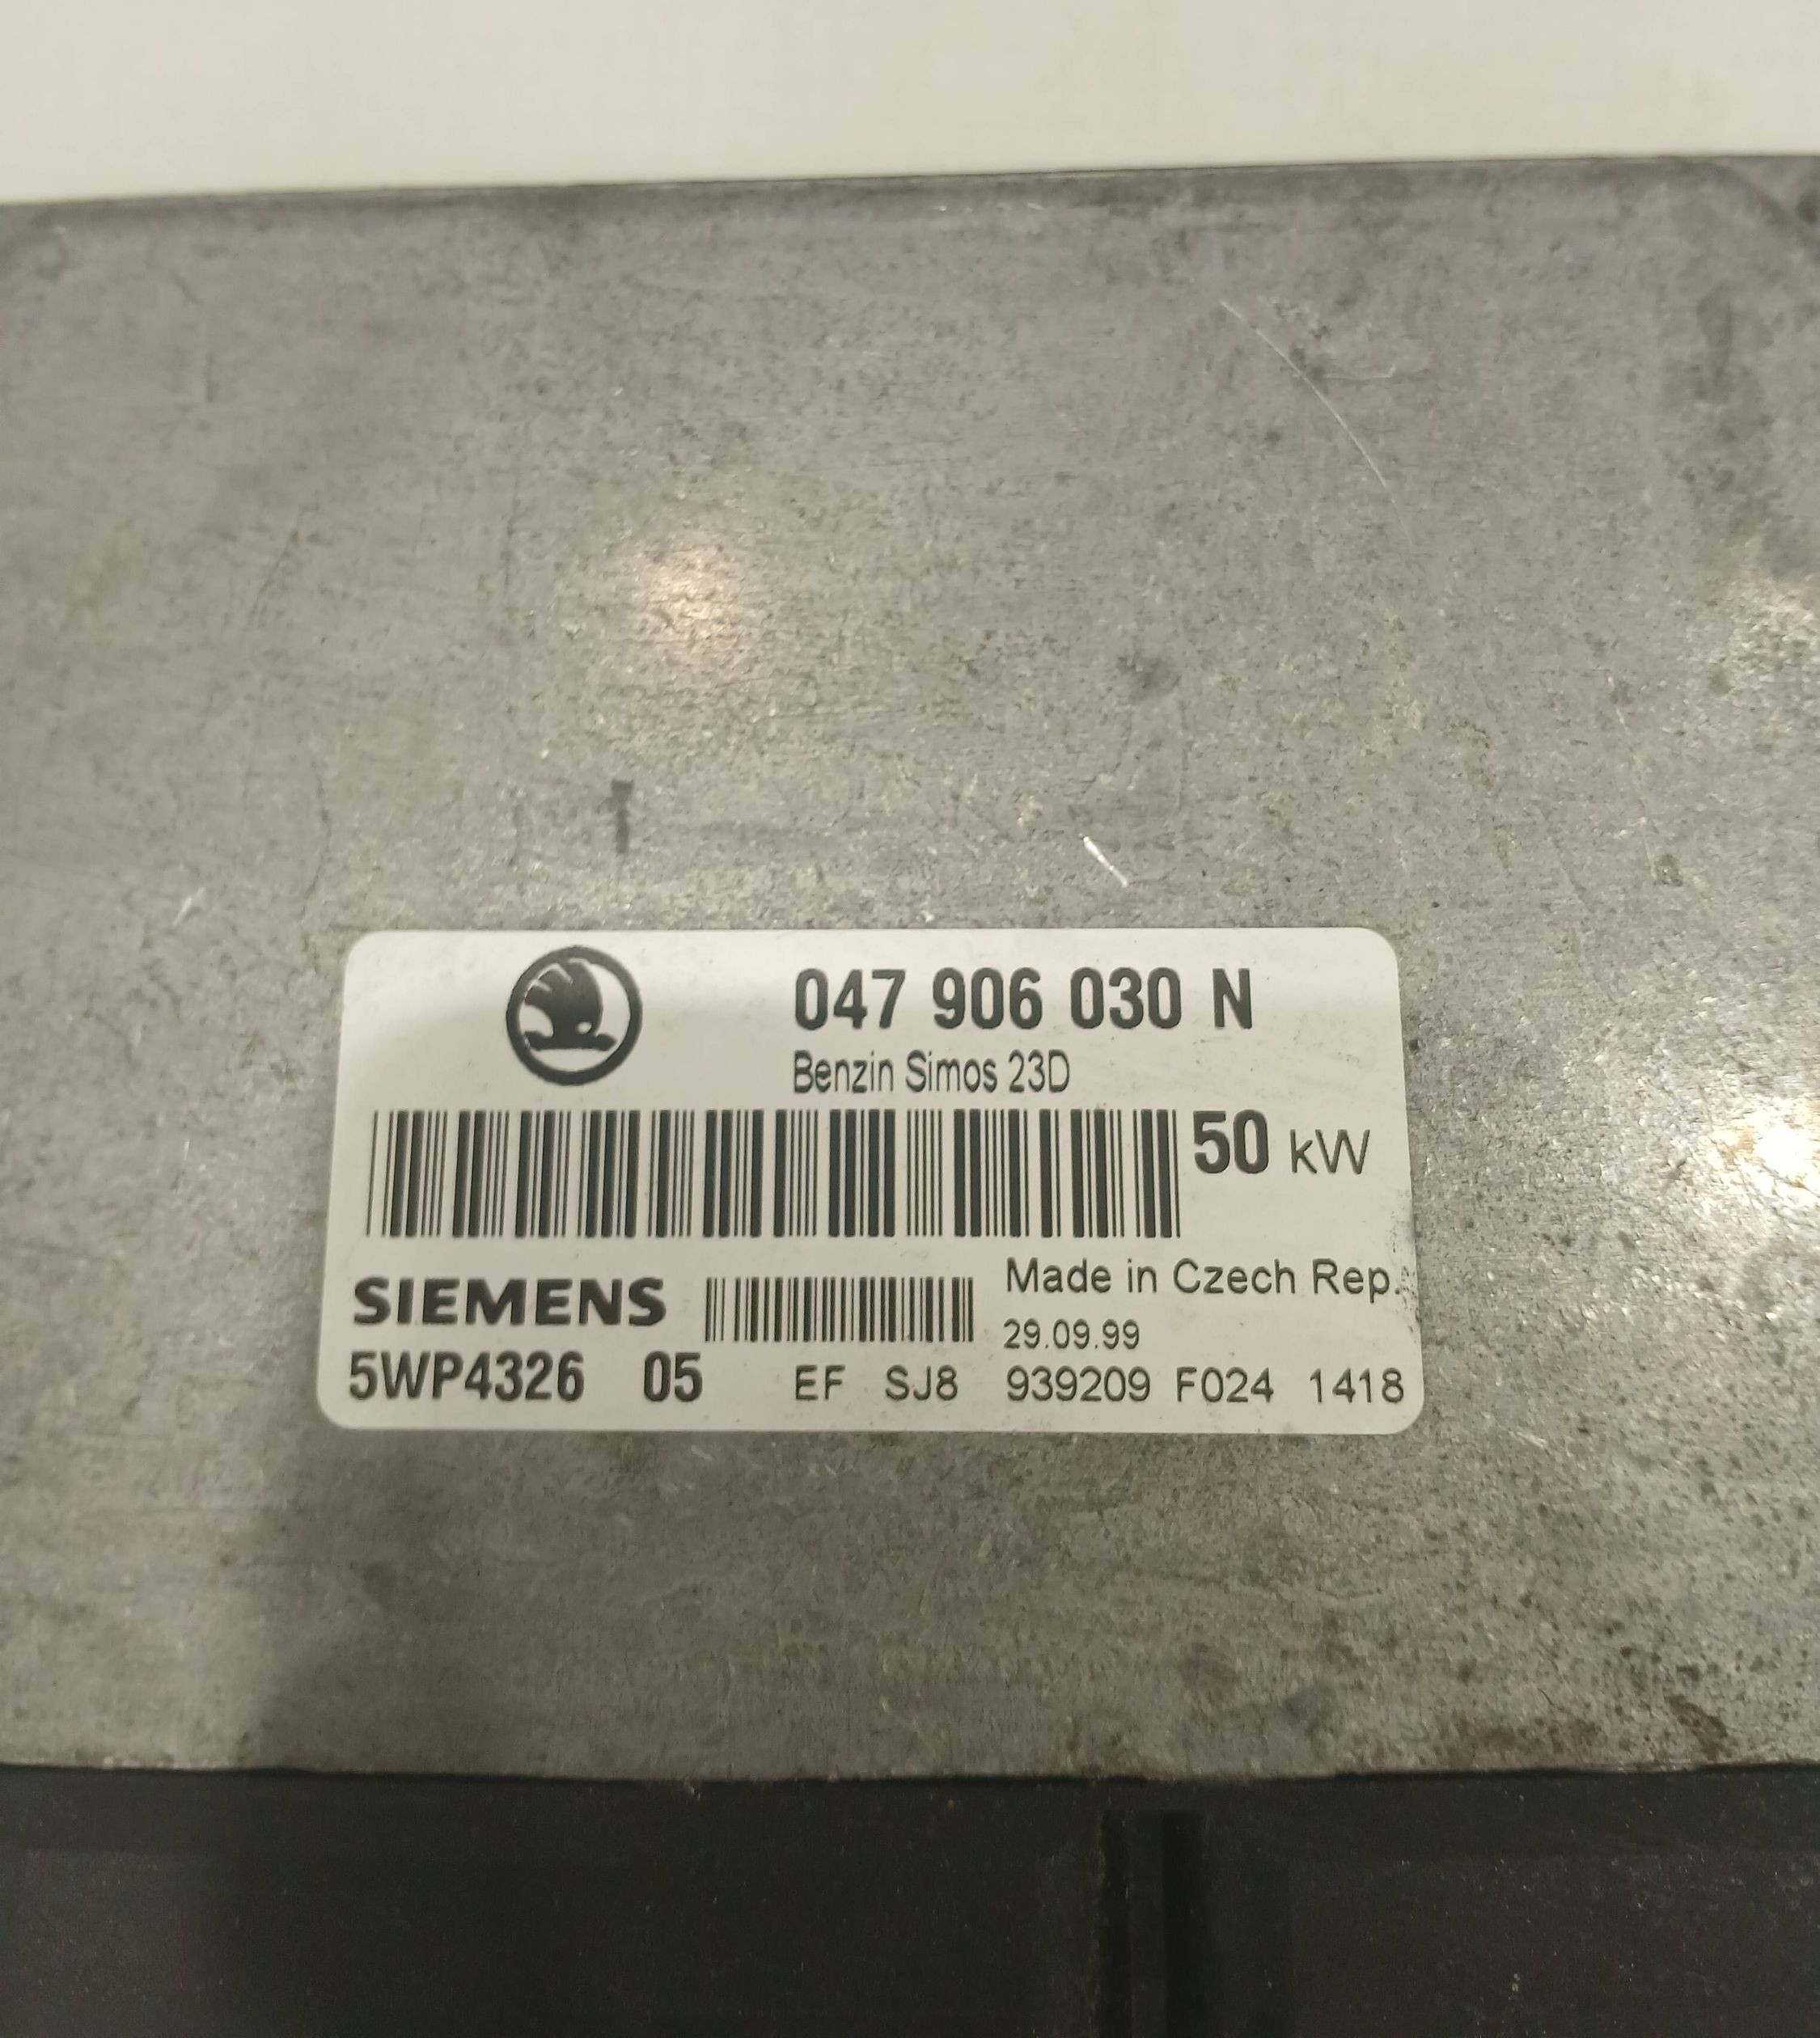 047 906 030 N
Benzin Simos 23D
50 kW
SIEMENS
Made in Czech Rep.
29.09.99
5WP4326 05 EF SJ8 939209 F024 1418